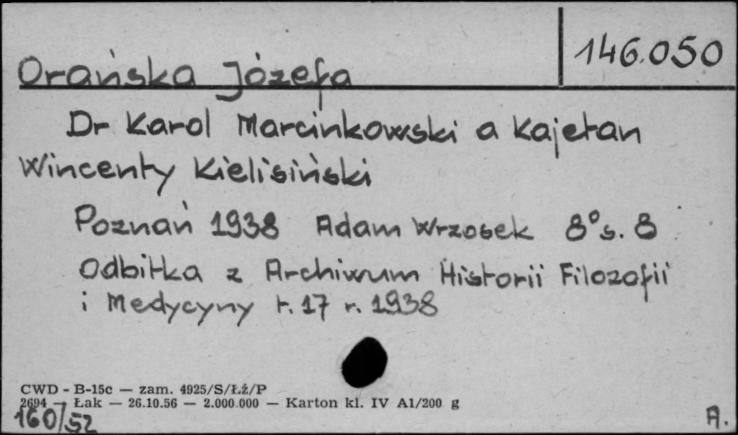 146.050
Orańska Józefa
Dr Karol Marcinkowski a Kajetan
Wincenty Kielisiński
Poznań 1938 Adam Wrzosek 8° s. 8
Odbitka z Archiwum Historii Filozofii
i Medycyny t. 17 r. 1938
CWD - B-15c — zam. 4925/S/Łż/P
2694 — Łak — 26.10.56 — 2.000.000 — Karton kl. IV A1/200 g
160/52
A.